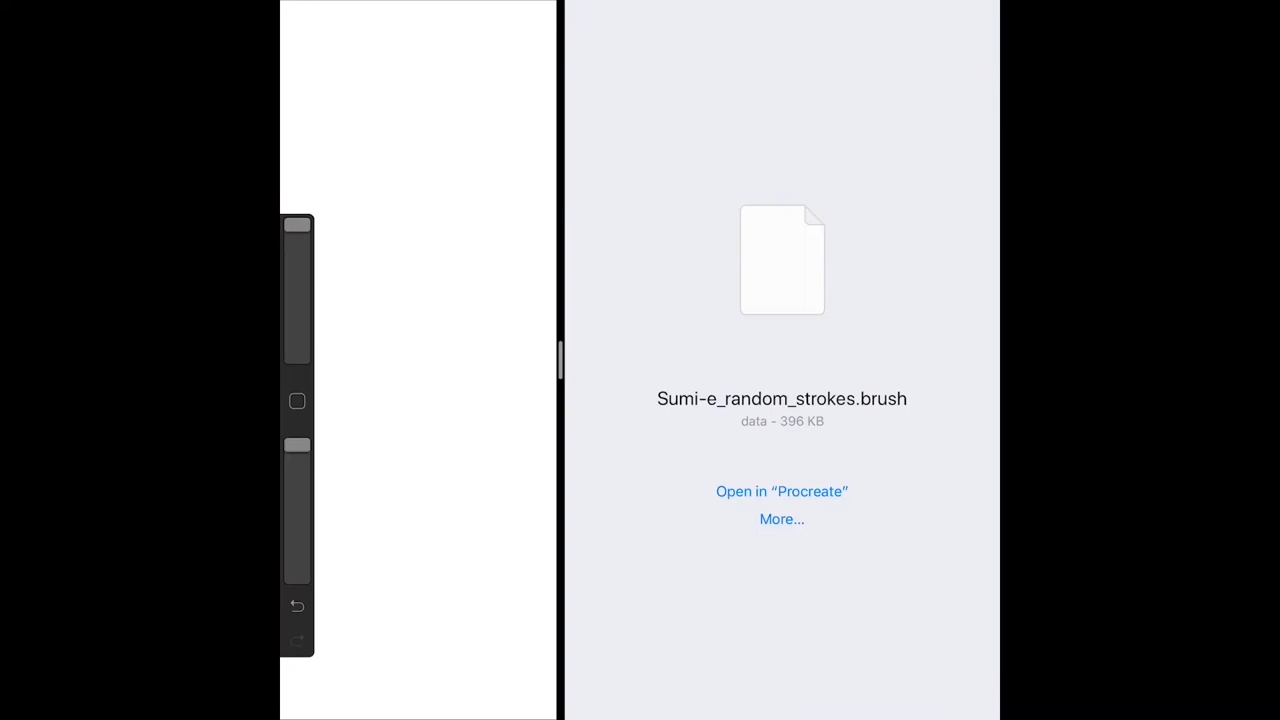 Sumi-e_random_strokes.brush
data - 396 KB
Open in “Procreate”
More...